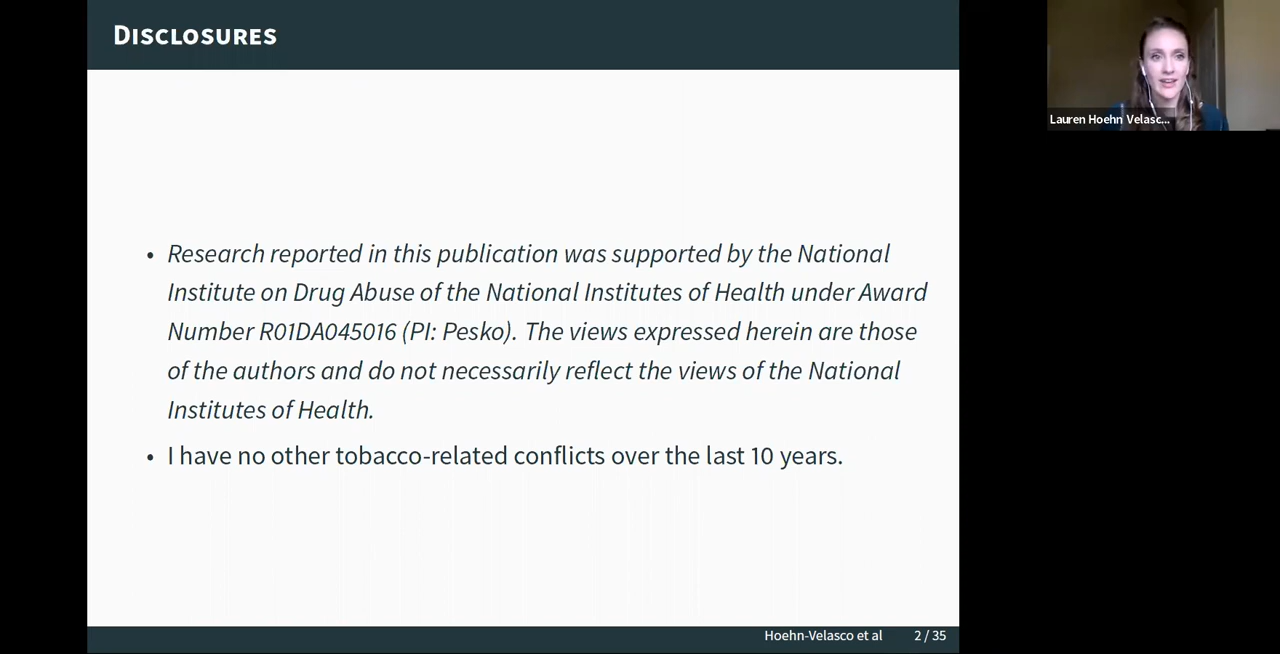 DISCLOSURES
• Research reported in this publication was supported by the National
Institute on Drug Abuse of the National Institutes of Health under Award
Number R01DA045016 (PI: Pesko). The views expressed herein are those
of the authors and do not necessarily reflect the views of the National
Institutes of Health.
• I have no other tobacco-related conflicts over the last 10 years.
Hoehn-Velasco et al 2 / 35
Lauren Hoehn Velasc...